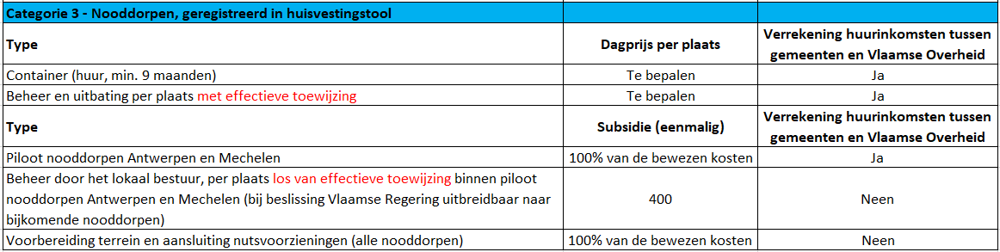 Categorie 3 - Nooddorpen, geregistreerd in huisvestingstool
Type Dagprijs per plaats Verrekening huurinkomsten tussen
gemeenten en Vlaamse Overheid
Container (huur, min. 9 maanden) Te bepalen Ja
Beheer en uitbating per plaats met effectieve toewijzing Te bepalen Ja
Type Subsidie (eenmalig) Verrekening huurinkomsten tussen
gemeenten en Vlaamse Overheid
Piloot nooddorpen Antwerpen en Mechelen 100% van de bewezen kosten Ja
Beheer door het lokaal bestuur, per plaats los van effectieve toewijzing binnen piloot
nooddorpen Antwerpen en Mechelen (bij beslissing Vlaamse Regering uitbreidbaar naar 400 Neen
bijkomende nooddorpen)
Voorbereiding terrein en aansluiting nutsvoorzieningen (alle nooddorpen) 100% van de bewezen kosten Neen